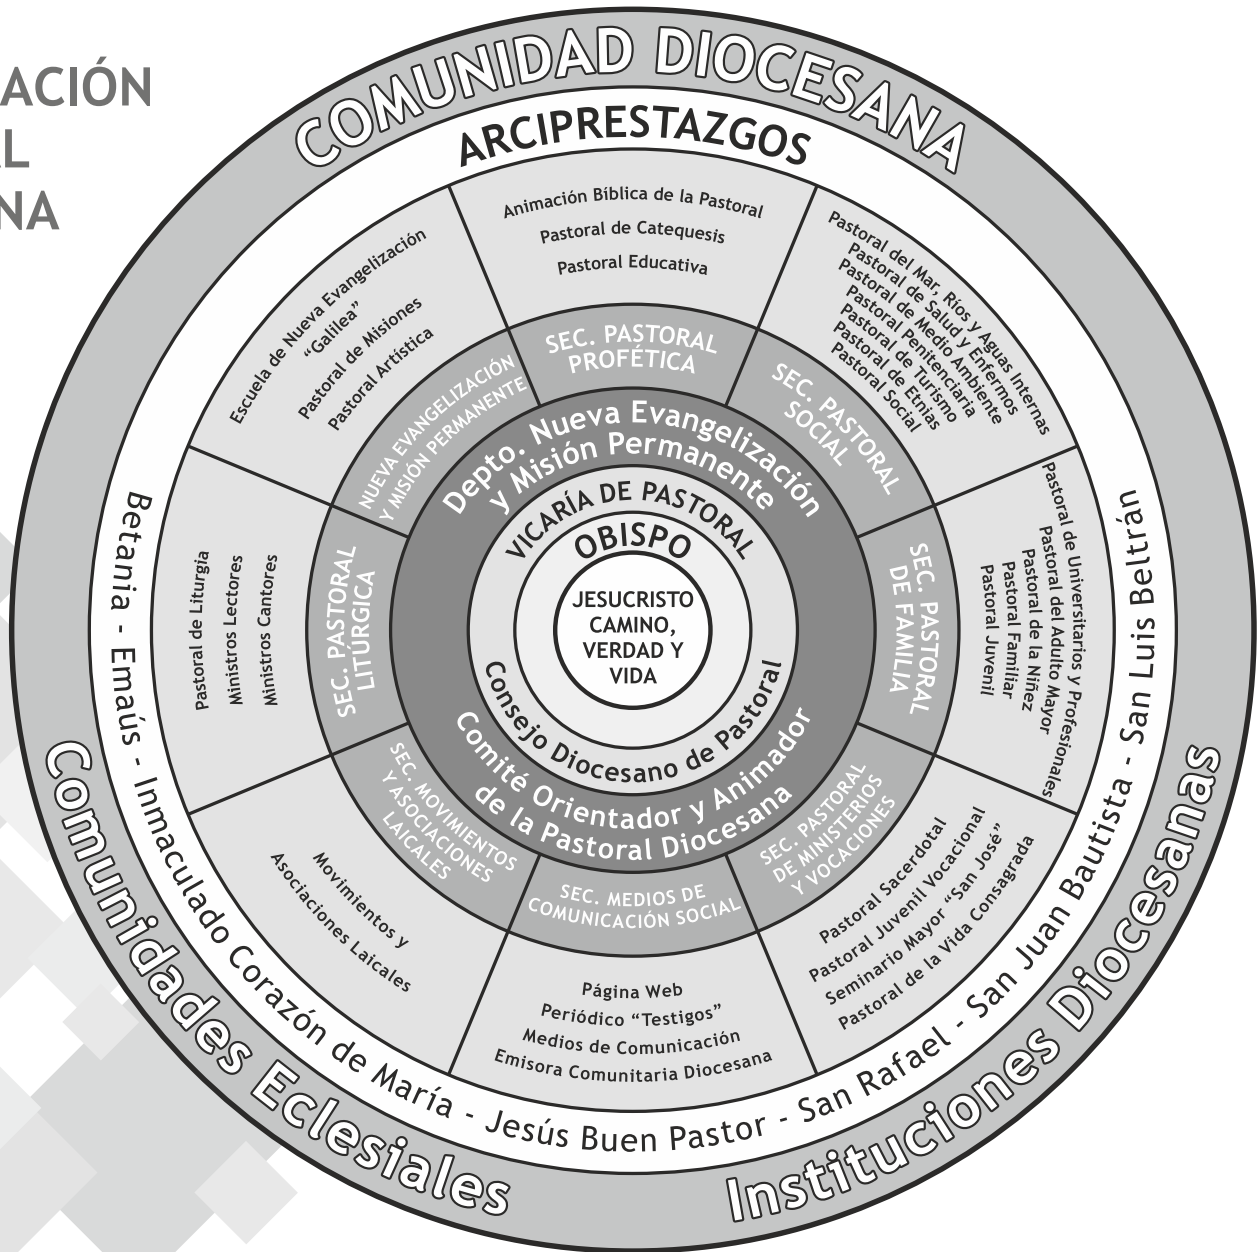 ACIÓN
AL
NA
COMUNIDAD DIOCESANA
ARCIPRESTAZGOS
Animación Bíblica de la Pastoral
Pastoral de Catequesis
Pastoral Educativa
SEC. PASTORAL
PROFÉTICA
Pastoral del Mar, Ríos y Aguas Internas
Pastoral de Salud y Enfermos
Pastoral de Medio Ambiente
Pastoral Penitenciaria
Pastoral de Turismo
Pastoral de Etnias
Pastoral Social
SEC. PASTORAL
SOCIAL
Pastoral de Universitarios y Profesionales
Pastoral del Adulto Mayor
Pastoral de la Niñez
Pastoral Familiar
Pastoral Juvenil
SEC. PASTORAL
DE FAMILIA
SEC. PASTORAL
DE MINISTERIOS
Y VOCACIONES
Pastoral Sacerdotal
Pastoral Juvenil Vocacional
Seminario Mayor “San José”
Pastoral de la Vida Consagrada
SEC. MEDIOS DE
COMUNICACIÓN SOCIAL
Página Web
Periódico “Testigos”
Medios de Comunicación
Emisora Comunitaria Diocesana
SEC. MOVIMIENTOS
Y ASOCIACIONES
LAICALES
Movimientos y
Asociaciones Laicales
SEC. PASTORAL
LITÚRGICA
Pastoral de Liturgia
Ministros Lectores
Ministros Cantores
Escuela de Nueva Evangelización
“Galilea”
Pastoral de Misiones
Pastoral Artística
NUEVA EVANGELIZACIÓN
Y MISIÓN PERMANENTE
Depto. Nueva Evangelización
y Misión Permanente
VICARÍA DE PASTORAL
OBISPO
JESUCRISTO
CAMINO,
VERDAD Y
VIDA
Consejo Diocesano de Pastoral
Comité Orientador y Animador
de la Pastoral Diocesana
Betania - Emaús - Inmaculado Corazón de María - Jesús Buen Pastor - San Rafael - San Juan Bautista - San Luis Beltrán
Comunidades Eclesiales
Instituciones Diocesanas